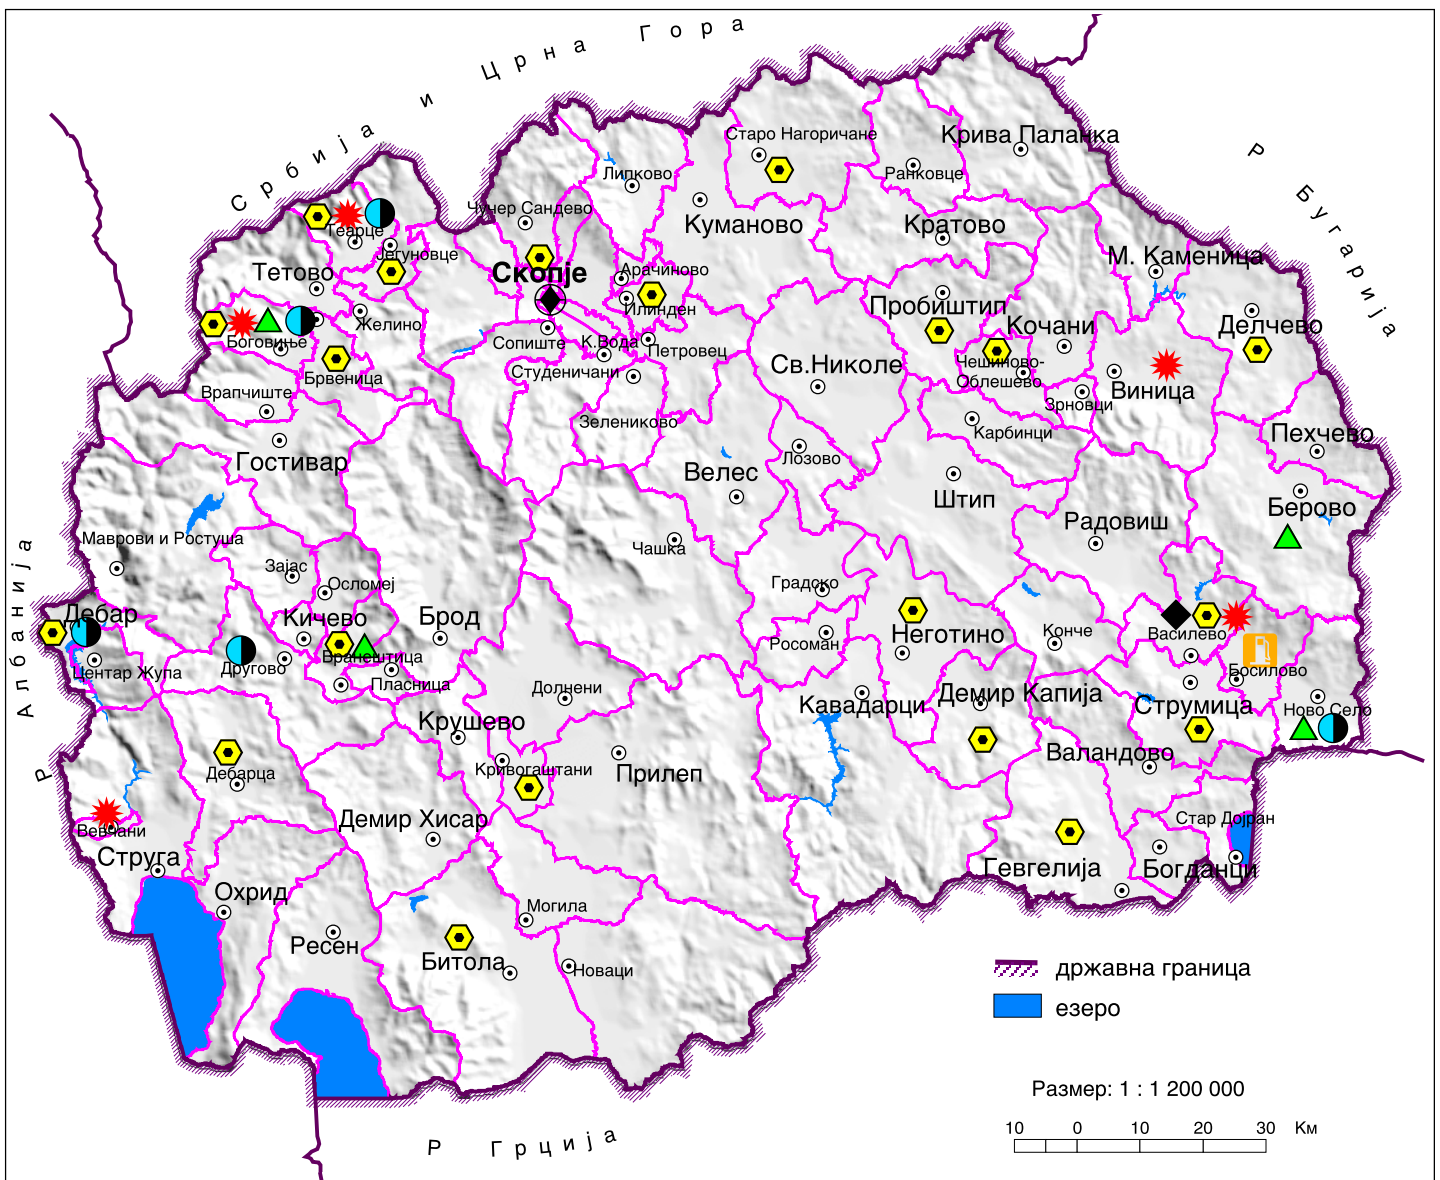 Србија и Црна Гора
Р Бугарија
Р Албанија
Р Грција
Старо Нагоричане
Крива Паланка
Ранковце
Липково
Куманово
Кратово
Чучер Сандево
Теарце
Јегуновце
Тетово
Скопје
Арачиново
Илинден
М. Каменица
Пробиштип
Кочани
Делчево
Желино
Боговиње
Сопиште
К.Вода
Петровец
Студеничани
Чешиново-
Облешево
Св.Николе
Брвеница
Врапчиште
Виница
Зрновци
Зелениково
Карбинци
Пехчево
Гостивар
Лозово
Велес
Штип
Берово
Радовиш
Маврови и Ростуша
Чашка
Зајас
Осломеј
Градско
Дебар
Кичево
Брод
Неготино
Конче
Василево
Росоман
Центар Жупа
Другово
Бранештица
Пласница
Босилово
Долнени
Кавадарци
Демир Капија
Струмица
Ново Село
Крушево
Валандово
Дебарца
Кривогаштани
Прилеп
Вевчани
Демир Хисар
Стар Дојран
Струга
Гевгелија
Богданци
Охрид
Могила
Ресен
Битола
Новаци
државна граница
езеро
Размер: 1 : 1 200 000
10 0 10 20 30 Км